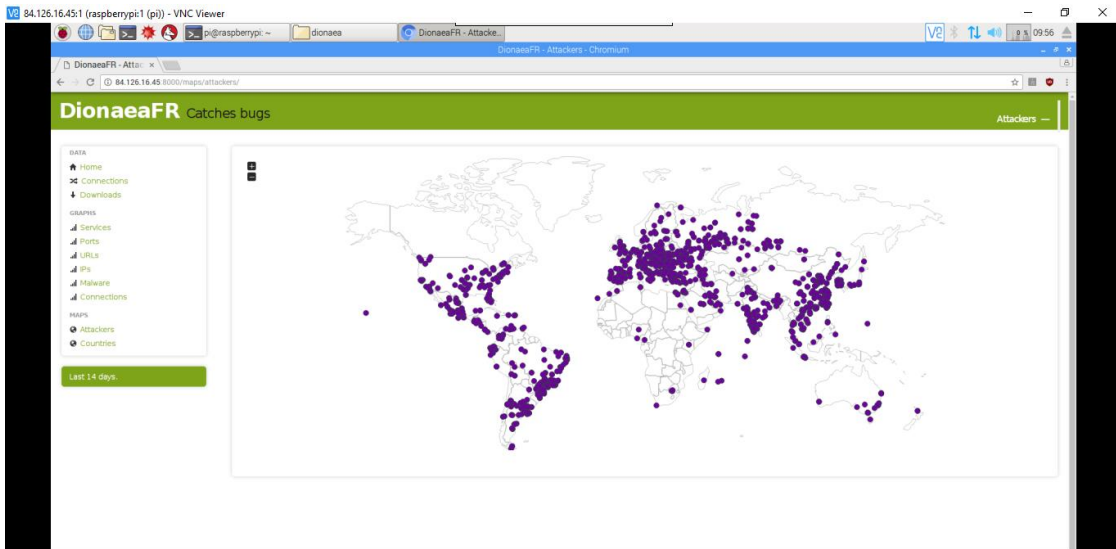 84.126.16.45:1 (raspberrypi:1 (pi)) - VNC Viewer
pi@raspberrypi: ~ dionaea DionaeaFR - Attacke... 0 % 09:56
DionaeaFR - Attackers - Chromium
DionaeaFR - Attac
84.126.16.45:8000/maps/attackers/
DionaeaFR Catches bugs
Attackers —
DATA
Home
Connections
Downloads
GRAPHS
Services
Ports
URLs
IPs
Malware
Connections
MAPS
Attackers
Countries
Last 14 days.